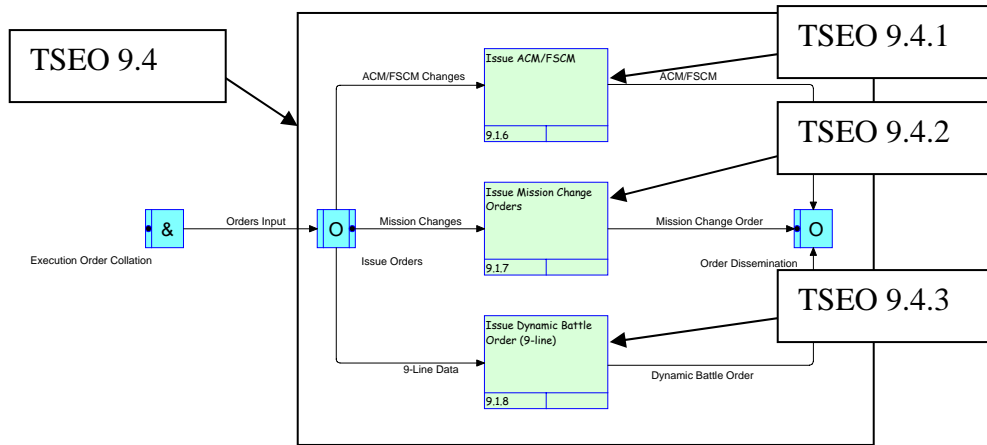 TSEO 9.4
TSEO 9.4.1
Issue ACM/FSCM
ACM/FSCM Changes
ACM/FSCM
9.1.6
TSEO 9.4.2
Issue Mission Change
Orders
Orders Input
Mission Changes
Mission Change Order
&
O
O
Execution Order Collation
Issue Orders
Order Dissemination
9.1.7
TSEO 9.4.3
Issue Dynamic Battle
Order (9-line)
9-Line Data
Dynamic Battle Order
9.1.8